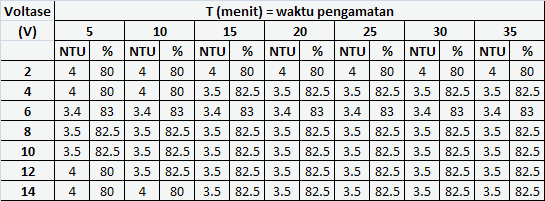 Voltase (V) T (menit) = waktu pengamatan
5 10 15 20 25 30 35
NTU % NTU % NTU % NTU % NTU % NTU % NTU %
2 4 80 4 80 4 80 4 80 4 80 4 80 4 80
4 4 80 4 80 3.5 82.5 3.5 82.5 3.5 82.5 3.5 82.5 3.5 82.5
6 3.4 83 3.4 83 3.4 83 3.4 83 3.4 83 3.4 83 3.4 83
8 3.5 82.5 3.5 82.5 3.5 82.5 3.5 82.5 3.5 82.5 3.5 82.5 3.5 82.5
10 3.5 82.5 3.5 82.5 3.5 82.5 3.5 82.5 3.5 82.5 3.5 82.5 3.5 82.5
12 4 80 3.5 82.5 3.5 82.5 3.5 82.5 3.5 82.5 3.5 82.5 3.5 82.5
14 4 80 4 80 3.5 82.5 3.5 82.5 3.5 82.5 3.5 82.5 3.5 82.5